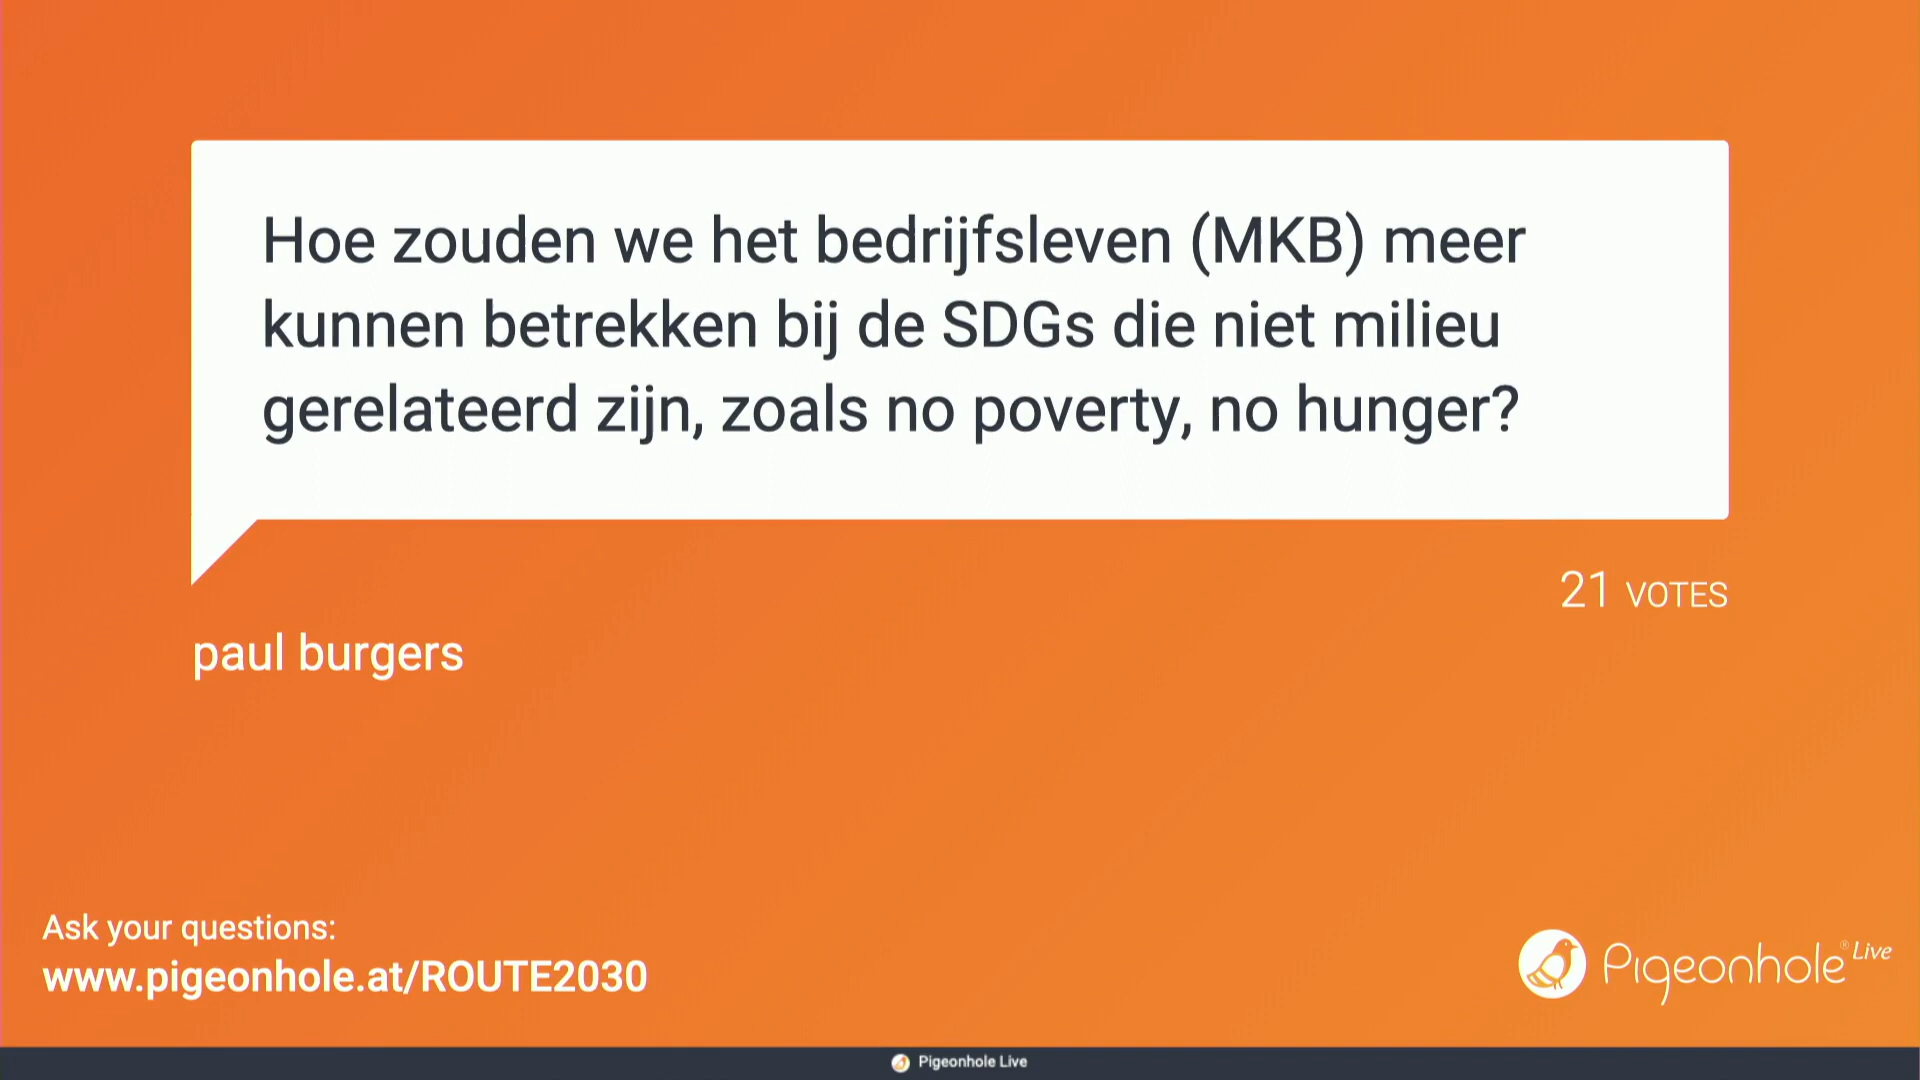 Hoe zouden we het bedrijfsleven (MKB) meer
kunnen betrekken bij de SDGs die niet milieu
gerelateerd zijn, zoals no poverty, no hunger?
21 VOTES
paul burgers
Ask your questions:
www.pigeonhole.at/ROUTE2030
Pigeonhole® Live
Pigeonhole Live